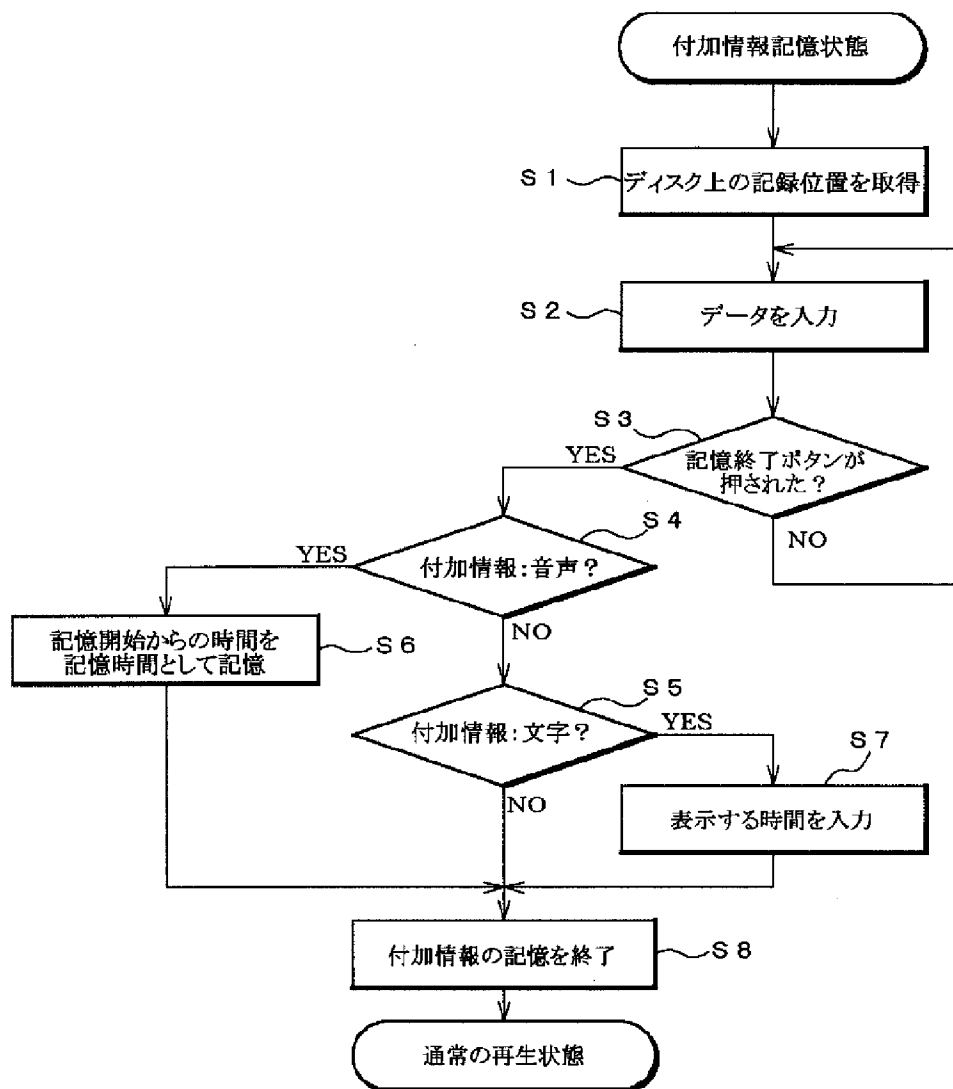 付加情報記憶状態
S1
ディスク上の記録位置を取得
S2
データを入力
S3
記憶終了ボタンが
押された?
YES
NO
S4
付加情報:音声?
YES
NO
記憶開始からの時間を
記憶時間として記憶
S6
S5
付加情報:文字?
YES
NO
S7
表示する時間を入力
付加情報の記憶を終了
S8
通常の再生状態